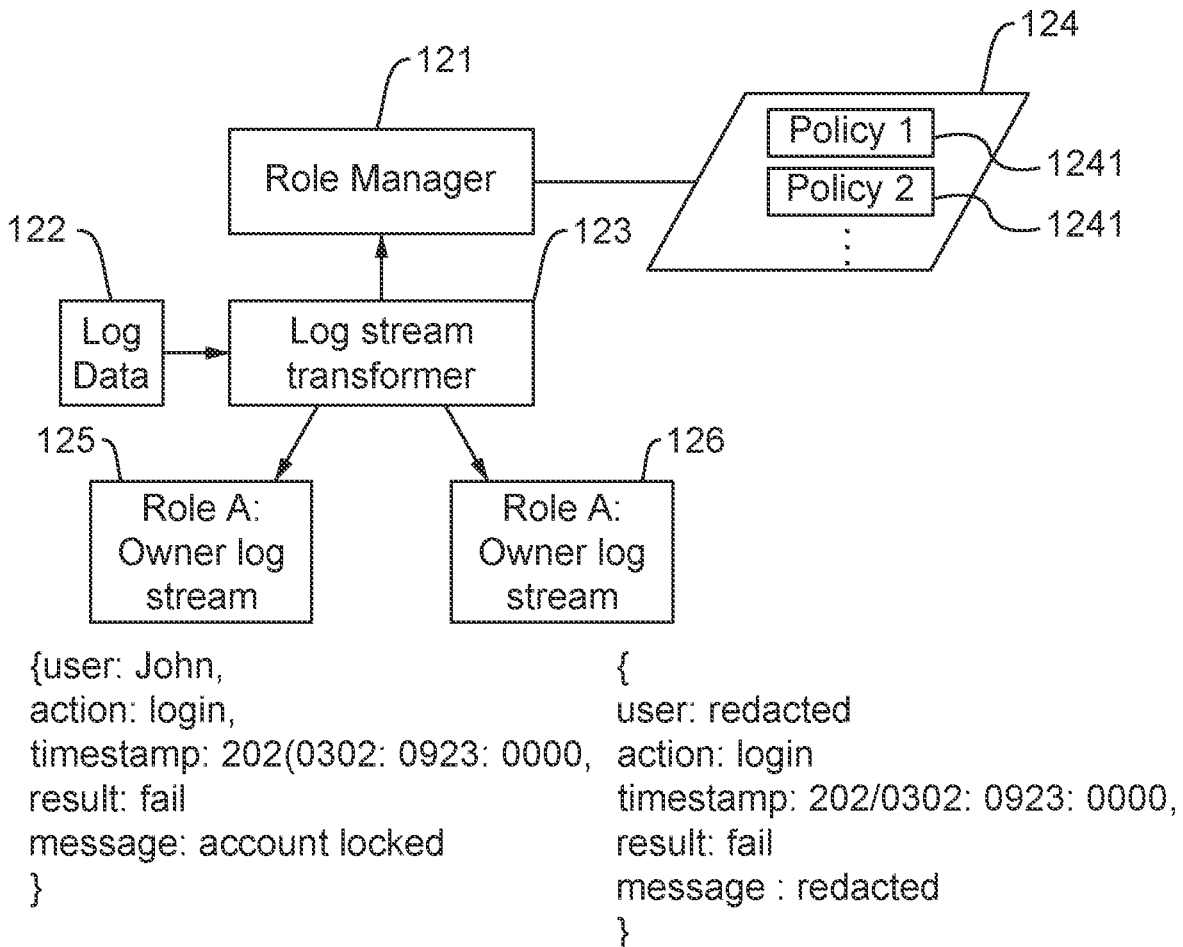 124
121
Policy 1
1241
Role Manager
Policy 2
1241
122
123
Log
Data
Log stream
transformer
125
126
Role A:
Owner log
stream
Role A:
Owner log
stream
{user: John,
action: login,
timestamp: 202(0302: 0923: 0000,
result: fail
message: account locked
}
{
user: redacted
action: login
timestamp: 202/0302: 0923: 0000,
result: fail
message : redacted
}